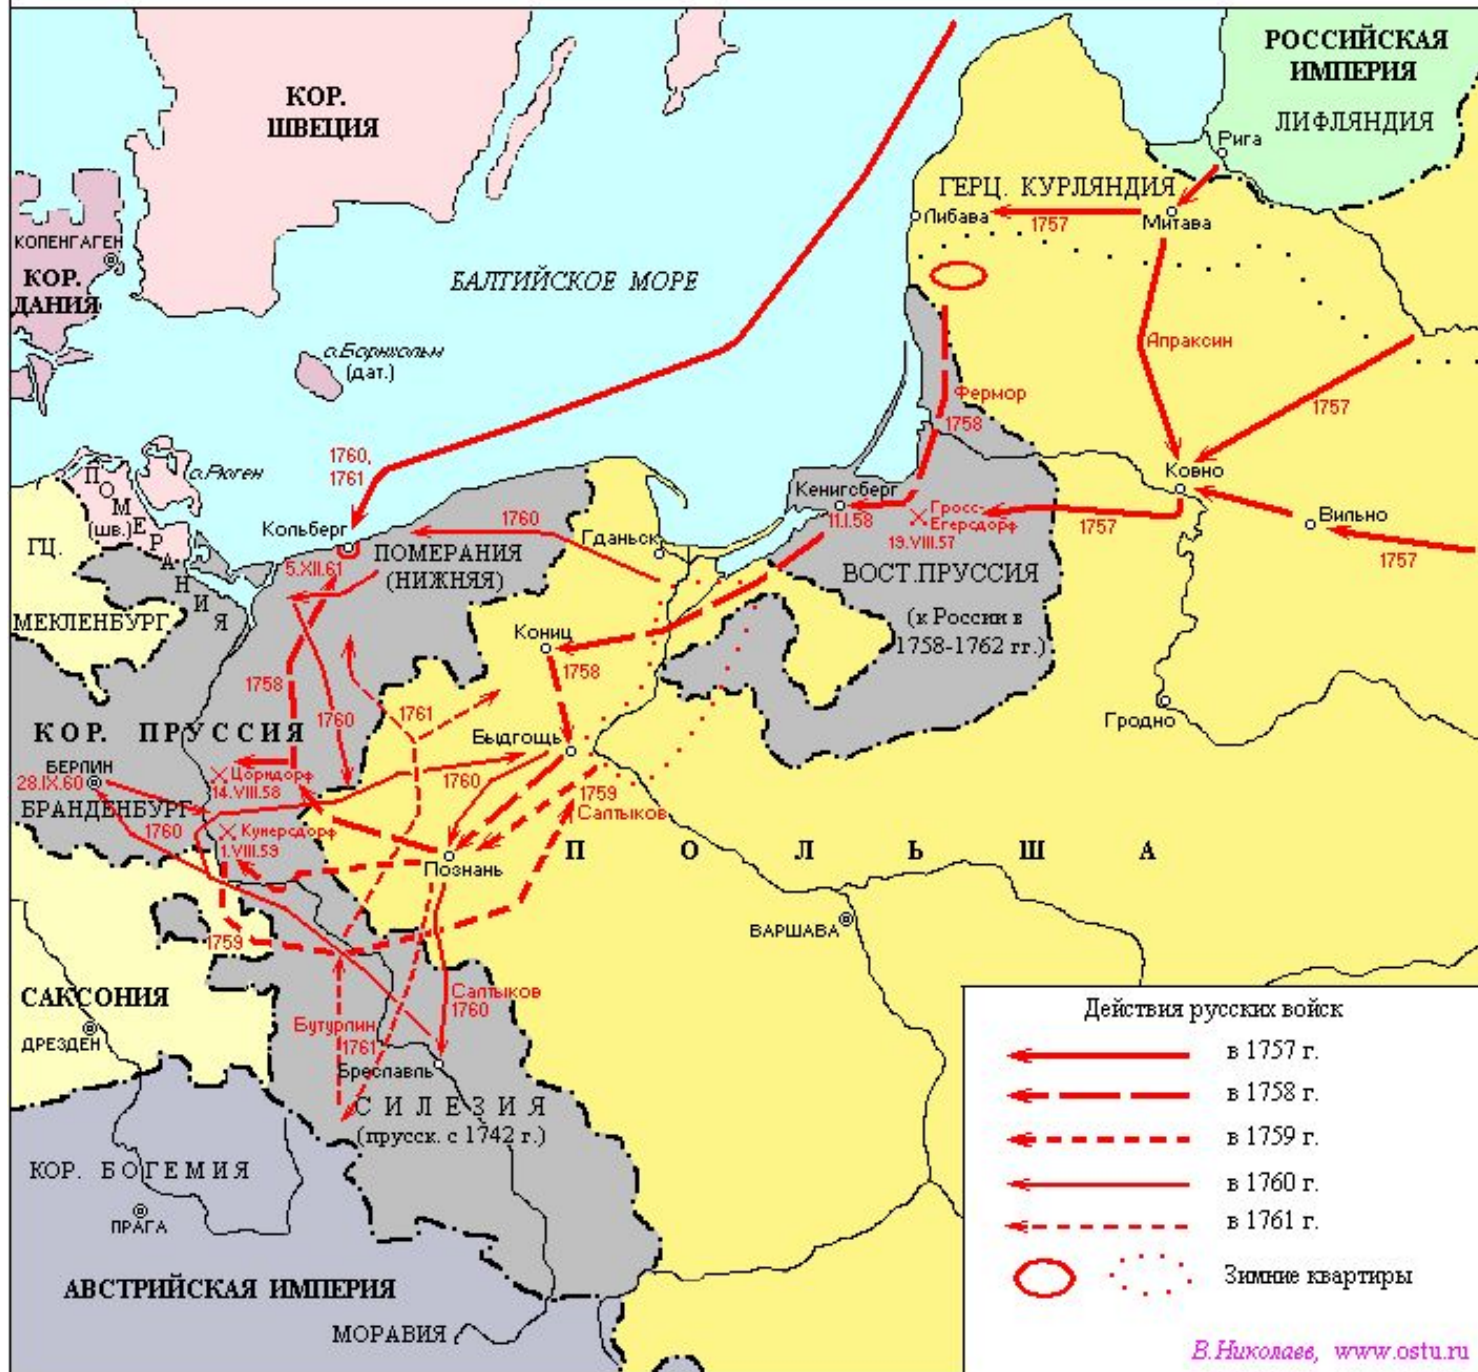 КОР.
ШВЕЦИЯ
РОССИЙСКАЯ
ИМПЕРИЯ
ЛИФЛЯНДИЯ
Рига
ГЕРЦ. КУРЛЯНДИЯ
Либава
1757
Митава
КОПЕНГАГЕН
КОР.
ДАНИЯ
БАЛТИЙСКОЕ МОРЕ
Апраксин
о.Борнхольм
(дат.)
Фермор
1758
1757
1760,
1761
о.Рюген
ПОМЕРАНИЯ
(шв.)
Ковно
Кенигсберг
11.I.58
Гросс-
Егерсдорф
19.VIII.57
1757
Вильно
1757
Кольберг
5.XII.61
1760
Гданьск
ПОМЕРАНИЯ
(НИЖНЯЯ)
ГЦ.
МЕКЛЕНБУРГ
ВОСТ.ПРУССИЯ
(к России в
1758-1762 гг.)
Кониц
1758
1758
1761
1760
Гродно
КОР. ПРУССИЯ
Быдгощь
БЕРЛИН
28.IX.60
Цорндорф
14.VIII.58
1760
1759
Салтыков
БРАНДЕНБУРГ
1760
Кунерсдорф
1.VIII.59
Познань
ПОЛЬША
ВАРШАВА
1759
САКСОНИЯ
ДРЕЗДЕН
Салтыков
1760
Бутурлин
1761
Бреславль
СИЛЕЗИЯ
(прусск. с 1742 г.)
КОР. БОГЕМИЯ
ПРАГА
АВСТРИЙСКАЯ ИМПЕРИЯ
МОРАВИЯ
Действия русских войск
в 1757 г.
в 1758 г.
в 1759 г.
в 1760 г.
в 1761 г.
Зимние квартиры
В.Николаев, www.ostu.ru